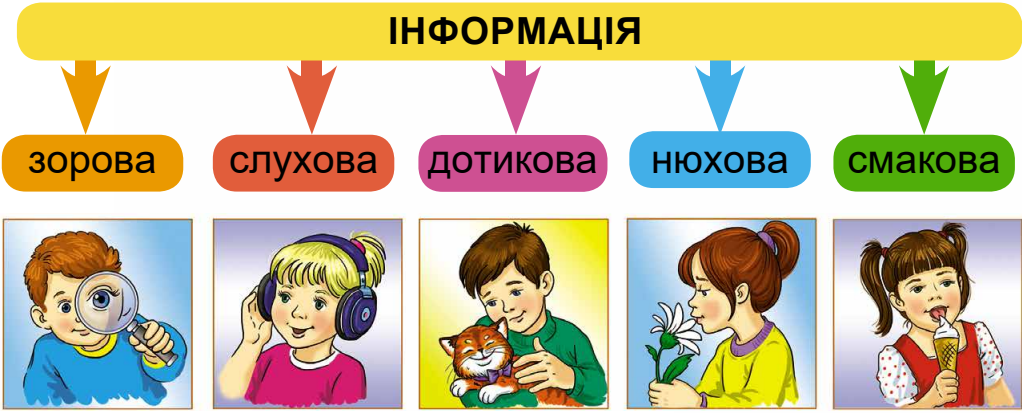 ІНФОРМАЦІЯ
зорова слухова дотикова нюхова смакова